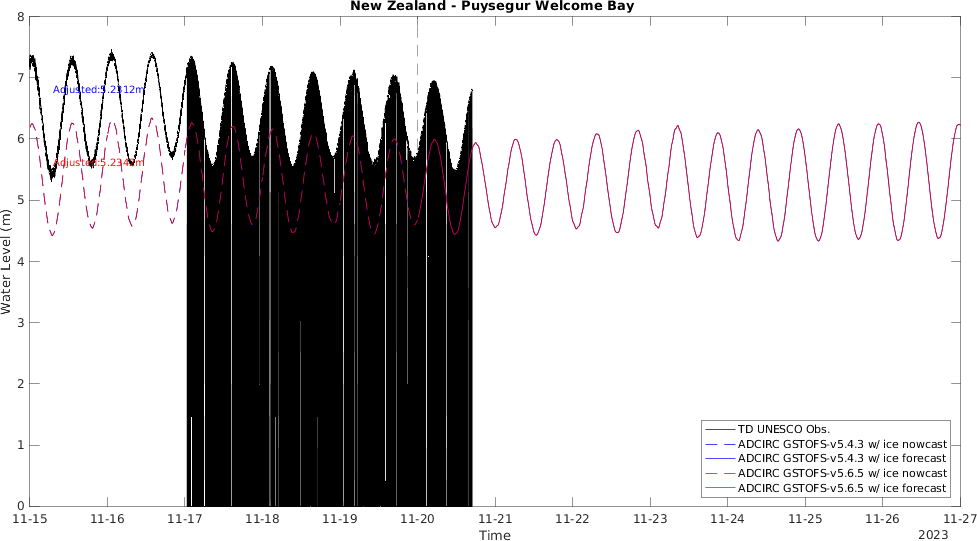 New Zealand - Puysegur Welcome Bay
8
7
6
5
4
3
2
1
0
Water Level (m)
Adjusted:5.2312m
TD UNESCO Obs.
ADCIRC GSTOFS-v5.4.3 w/ ice nowcast
ADCIRC GSTOFS-v5.4.3 w/ ice forecast
ADCIRC GSTOFS-v5.6.5 w/ ice nowcast
ADCIRC GSTOFS-v5.6.5 w/ ice forecast
11-15 11-16 11-17 11-18 11-19 11-20 11-21 11-22 11-23 11-24 11-25 11-26 11-27
Time
2023